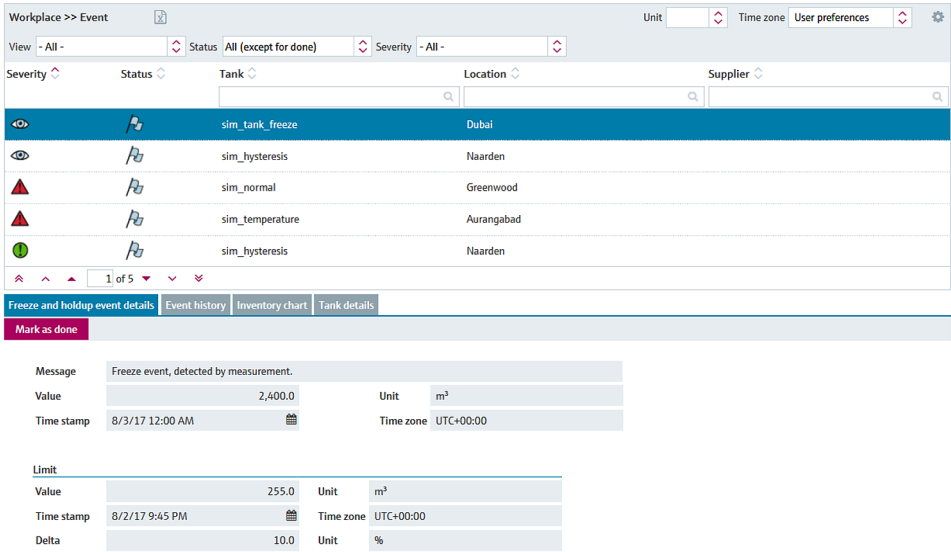 Workplace >> Event Unit Time zone User preferences
View - All - Status All (except for done) Severity - All -
Severity Status Tank Location Supplier
sim_tank_freeze Dubai
sim_hysteresis Naarden
sim_normal Greenwood
sim_temperature Aurangabad
sim_hysteresis Naarden
1 of 5
Freeze and holdup event details Event history Inventory chart Tank details
Mark as done
Message Freeze event, detected by measurement.
Value 2,400.0 Unit m³
Time stamp 8/3/17 12:00 AM Time zone UTC+00:00
Limit
Value 255.0 Unit m³
Time stamp 8/2/17 9:45 PM Time zone UTC+00:00
Delta 10.0 Unit %